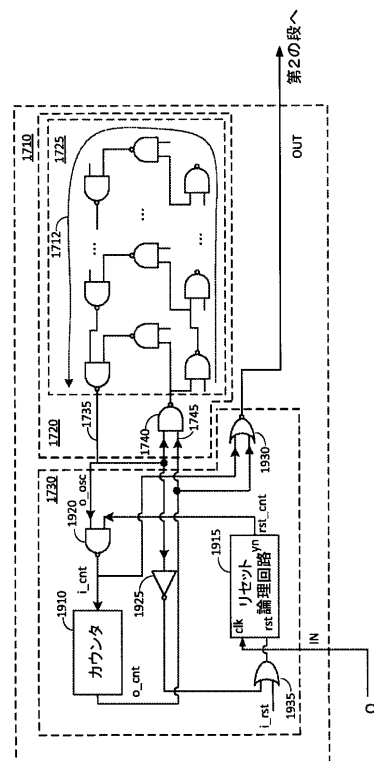 第2の段へ
1710
1725
1712
...
...
...
OUT
1720
1735
1740
1745
1730
o_osc
1920
1930
i_cnt
rst_cnt
1915
1910
1925
yn
カウンタ
リセット
論理回路
clk
rst
o_cnt
IN
i_rst
1935